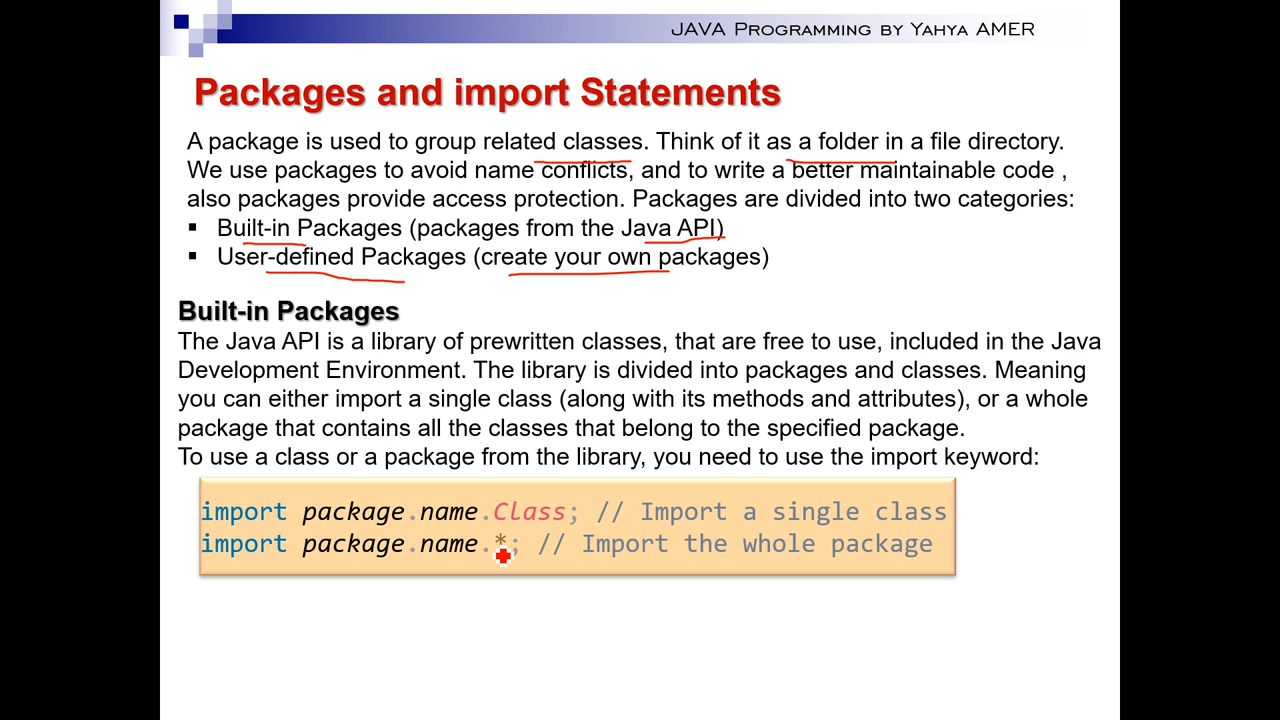 JAVA Programming by Yahya AMER
Packages and import Statements
A package is used to group related classes. Think of it as a folder in a file directory.
We use packages to avoid name conflicts, and to write a better maintainable code ,
also packages provide access protection. Packages are divided into two categories:
▪ Built-in Packages (packages from the Java API)
▪ User-defined Packages (create your own packages)
Built-in Packages
The Java API is a library of prewritten classes, that are free to use, included in the Java
Development Environment. The library is divided into packages and classes. Meaning
you can either import a single class (along with its methods and attributes), or a whole
package that contains all the classes that belong to the specified package.
To use a class or a package from the library, you need to use the import keyword:
import package.name.Class; // Import a single class
import package.name.*; // Import the whole package